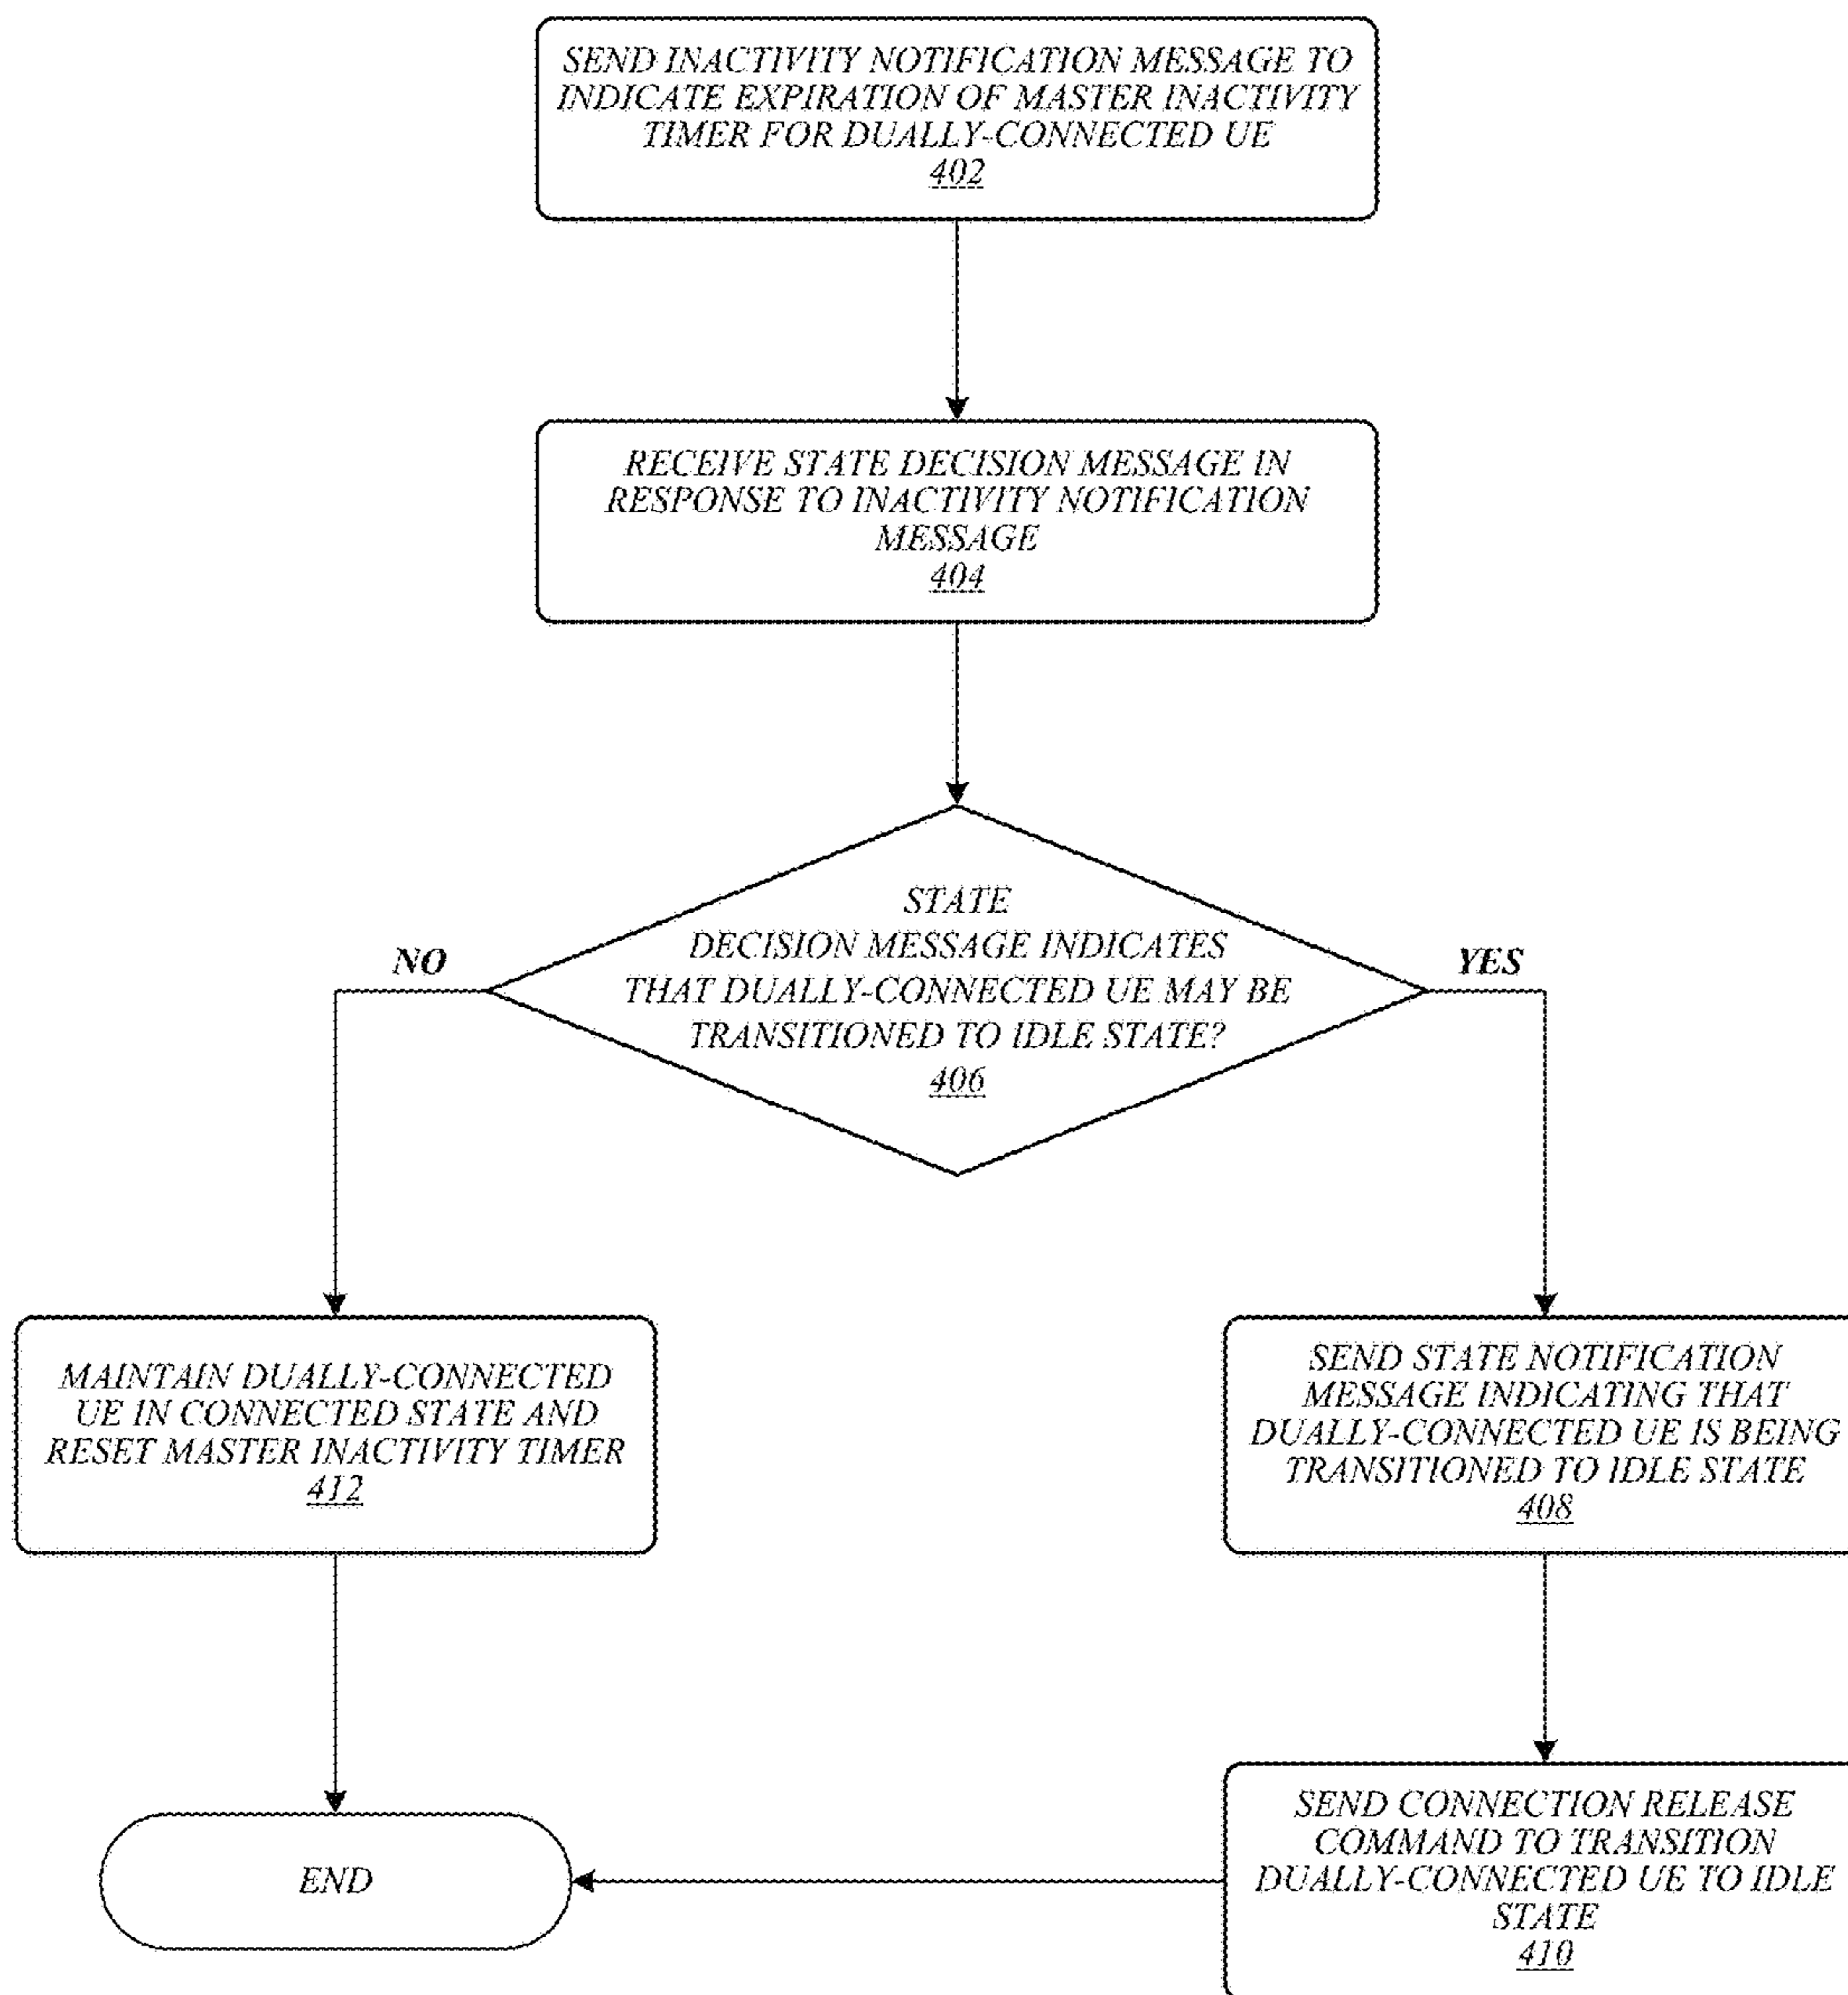 SEND INACTIVITY NOTIFICATION MESSAGE TO
INDICATE EXPIRATION OF MASTER INACTIVITY
TIMER FOR DUALLY-CONNECTED UE
402
RECEIVE STATE DECISION MESSAGE IN
RESPONSE TO INACTIVITY NOTIFICATION
MESSAGE
404
STATE
DECISION MESSAGE INDICATES
THAT DUALLY-CONNECTED UE MAY BE
TRANSITIONED TO IDLE STATE?
406
NO
YES
MAINTAIN DUALLY-CONNECTED
UE IN CONNECTED STATE AND
RESET MASTER INACTIVITY TIMER
412
SEND STATE NOTIFICATION
MESSAGE INDICATING THAT
DUALLY-CONNECTED UE IS BEING
TRANSITIONED TO IDLE STATE
408
SEND CONNECTION RELEASE
COMMAND TO TRANSITION
DUALLY-CONNECTED UE TO IDLE
STATE
410
END